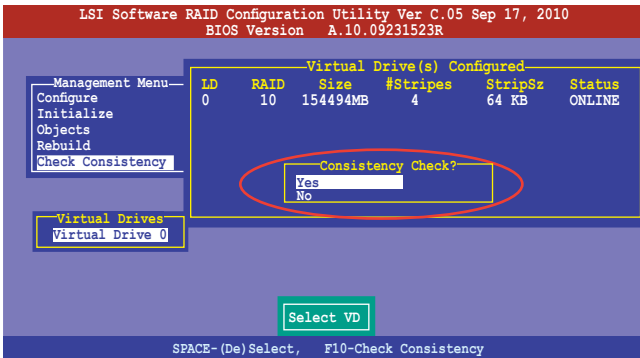 LSI Software RAID Configuration Utility Ver C.05 Sep 17, 2010
BIOS Version A.10.09231523R
Virtual Drive(s) Configured
LD RAID Size #Stripes StripSz Status
0 10 154494MB 4 64 KB ONLINE
Management Menu
Configure
Initialize
Objects
Rebuild
Check Consistency
Consistency Check?
Yes
No
Virtual Drives
Virtual Drive 0
Select VD
SPACE-(De)Select, F10-Check Consistency